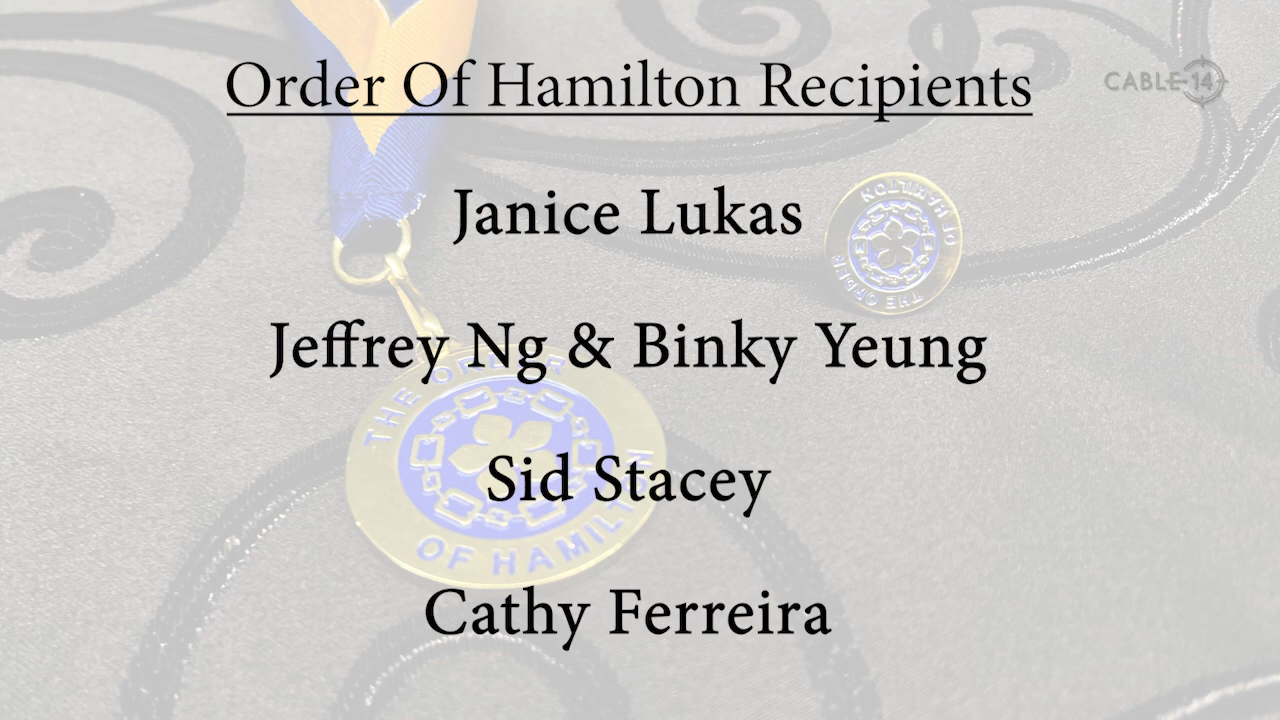 Order Of Hamilton Recipients
CABLE 14
Janice Lukas
THE ORDER OF HAMILTON
Jeffrey Ng & Binky Yeung
THE ORDER
Sid Stacey
OF HAMILTON
Cathy Ferreira